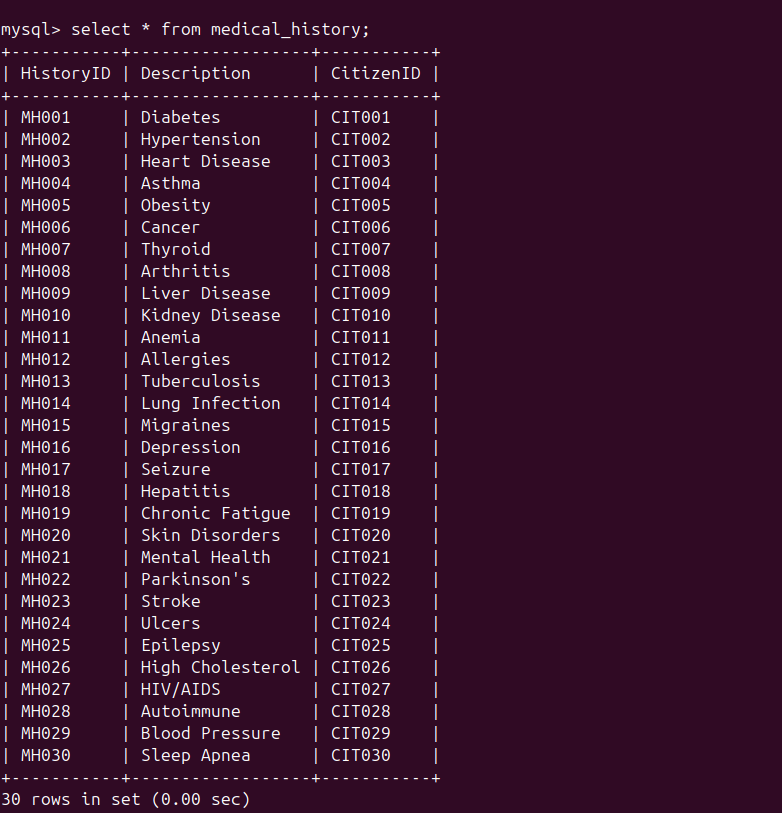 mysql> select * from medical_history;
+-----------+------------------+-----------+
| HistoryID | Description      | CitizenID |
+-----------+------------------+-----------+
| MH001     | Diabetes         | CIT001    |
| MH002     | Hypertension     | CIT002    |
| MH003     | Heart Disease    | CIT003    |
| MH004     | Asthma           | CIT004    |
| MH005     | Obesity          | CIT005    |
| MH006     | Cancer           | CIT006    |
| MH007     | Thyroid          | CIT007    |
| MH008     | Arthritis        | CIT008    |
| MH009     | Liver Disease    | CIT009    |
| MH010     | Kidney Disease   | CIT010    |
| MH011     | Anemia           | CIT011    |
| MH012     | Allergies        | CIT012    |
| MH013     | Tuberculosis     | CIT013    |
| MH014     | Lung Infection   | CIT014    |
| MH015     | Migraines        | CIT015    |
| MH016     | Depression       | CIT016    |
| MH017     | Seizure          | CIT017    |
| MH018     | Hepatitis        | CIT018    |
| MH019     | Chronic Fatigue  | CIT019    |
| MH020     | Skin Disorders   | CIT020    |
| MH021     | Mental Health    | CIT021    |
| MH022     | Parkinson's      | CIT022    |
| MH023     | Stroke           | CIT023    |
| MH024     | Ulcers           | CIT024    |
| MH025     | Epilepsy         | CIT025    |
| MH026     | High Cholesterol | CIT026    |
| MH027     | HIV/AIDS         | CIT027    |
| MH028     | Autoimmune       | CIT028    |
| MH029     | Blood Pressure   | CIT029    |
| MH030     | Sleep Apnea      | CIT030    |
+-----------+------------------+-----------+
30 rows in set (0.00 sec)